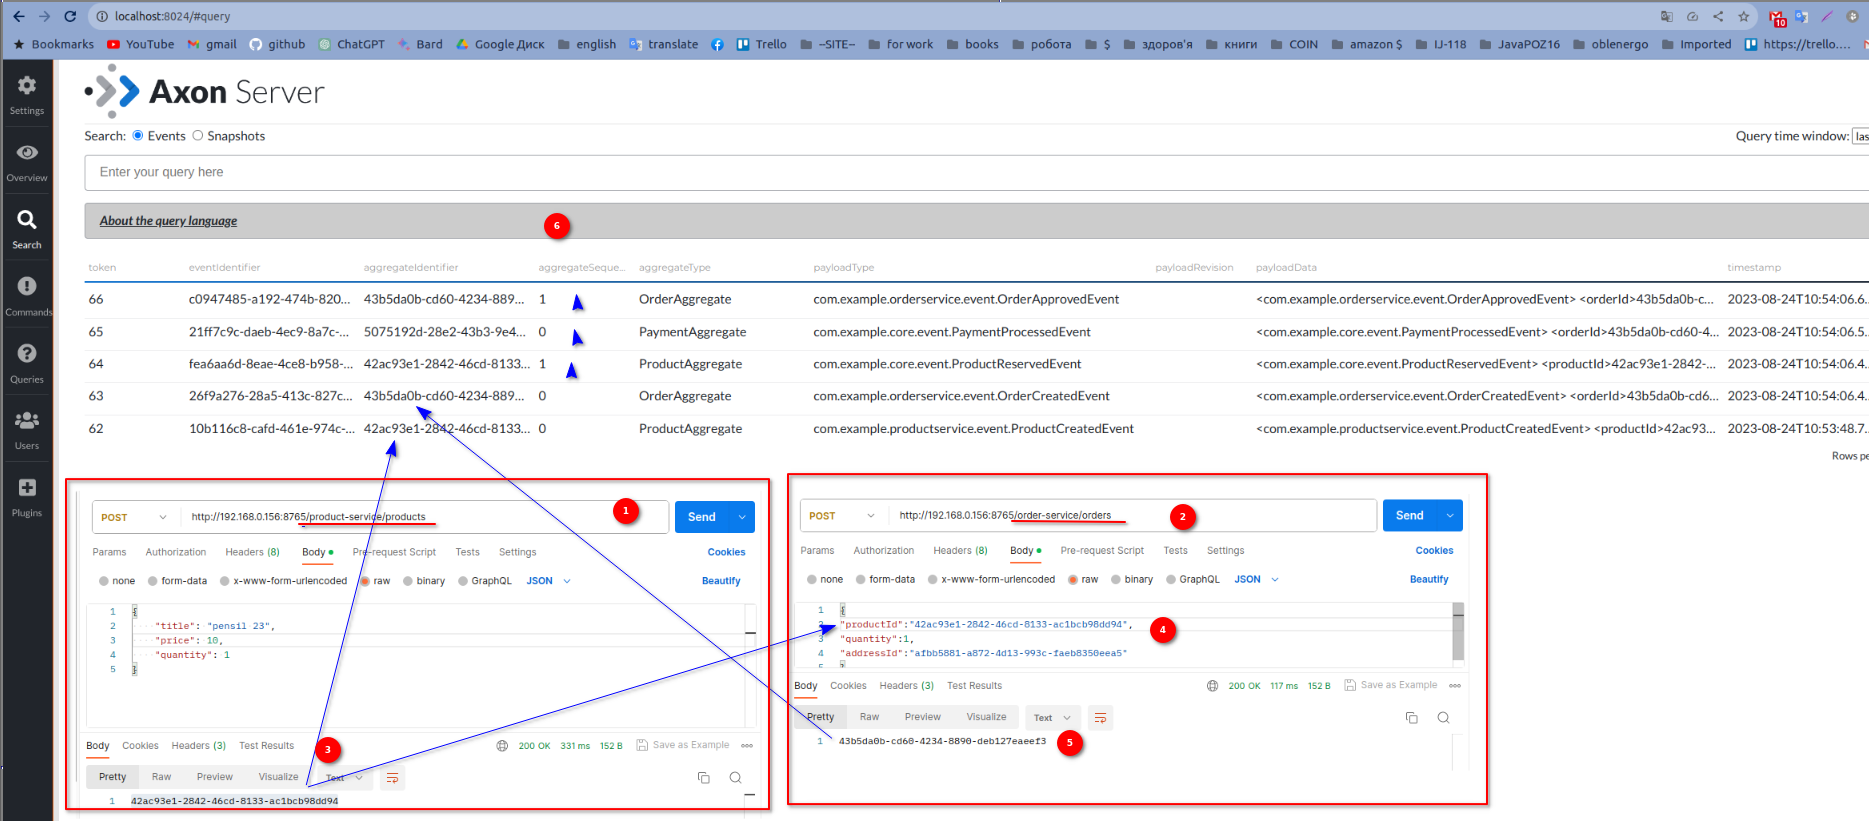 localhost:8024/#query
10
Bookmarks YouTube gmail github ChatGPT Bard Google Диск english translate Trello --SITE-- for work books робота $ здоров'я книги COIN amazon $ IJ-118 JavaPOZ16 oblenergo Imported https://trello....
Settings
Overview
Search
Commands
Queries
Users
Plugins
Axon Server
Search: Events Snapshots
Query time window: las
Enter your query here
About the query language
6
token eventIdentifier aggregateIdentifier aggregateSeque... aggregateType payloadType payloadRevision payloadData timestamp
66 c0947485-a192-474b-820... 43b5da0b-cd60-4234-889... 1 OrderAggregate com.example.orderservice.event.OrderApprovedEvent <com.example.orderservice.event.OrderApprovedEvent> <orderId>43b5da0b-c... 2023-08-24T10:54:06.6..
65 21ff7c9c-daeb-4ec9-8a7c-... 5075192d-28e2-43b3-9e4... 0 PaymentAggregate com.example.core.event.PaymentProcessedEvent <com.example.core.event.PaymentProcessedEvent> <orderId>43b5da0b-cd60-4... 2023-08-24T10:54:06.5..
64 fea6aa6d-8eae-4ce8-b958-... 42ac93e1-2842-46cd-8133... 1 ProductAggregate com.example.core.event.ProductReservedEvent <com.example.core.event.ProductReservedEvent> <productId>42ac93e1-2842-... 2023-08-24T10:54:06.4..
63 26f9a276-28a5-413c-827c... 43b5da0b-cd60-4234-889... 0 OrderAggregate com.example.orderservice.event.OrderCreatedEvent <com.example.orderservice.event.OrderCreatedEvent> <orderId>43b5da0b-cd6... 2023-08-24T10:54:06.4..
62 10b116c8-cafd-461e-974c-... 42ac93e1-2842-46cd-8133... 0 ProductAggregate com.example.productservice.event.ProductCreatedEvent <com.example.productservice.event.ProductCreatedEvent> <productId>42ac93... 2023-08-24T10:53:48.7..
Rows pe
POST http://192.168.0.156:8765/product-service/products 1 Send
Params Authorization Headers (8) Body Pre-request Script Tests Settings Cookies
none form-data x-www-form-urlencoded raw binary GraphQL JSON Beautify
1 {
2 "title": "pensil 23",
3 "price": 10,
4 "quantity": 1
5 }
Body Cookies Headers (3) Test Results 3 200 OK 331 ms 152 B Save as Example
Pretty Raw Preview Visualize Text
1 42ac93e1-2842-46cd-8133-ac1bcb98dd94
POST http://192.168.0.156:8765/order-service/orders 2 Send
Params Authorization Headers (8) Body Pre-request Script Tests Settings Cookies
none form-data x-www-form-urlencoded raw binary GraphQL JSON Beautify
1 {
2 "productId":"42ac93e1-2842-46cd-8133-ac1bcb98dd94", 4
3 "quantity":1,
4 "addressId":"afbb5881-a872-4d13-993c-faeb8350eea5"
5 }
Body Cookies Headers (3) Test Results 200 OK 117 ms 152 B Save as Example
Pretty Raw Preview Visualize Text
1 43b5da0b-cd60-4234-8890-deb127eaeef3 5